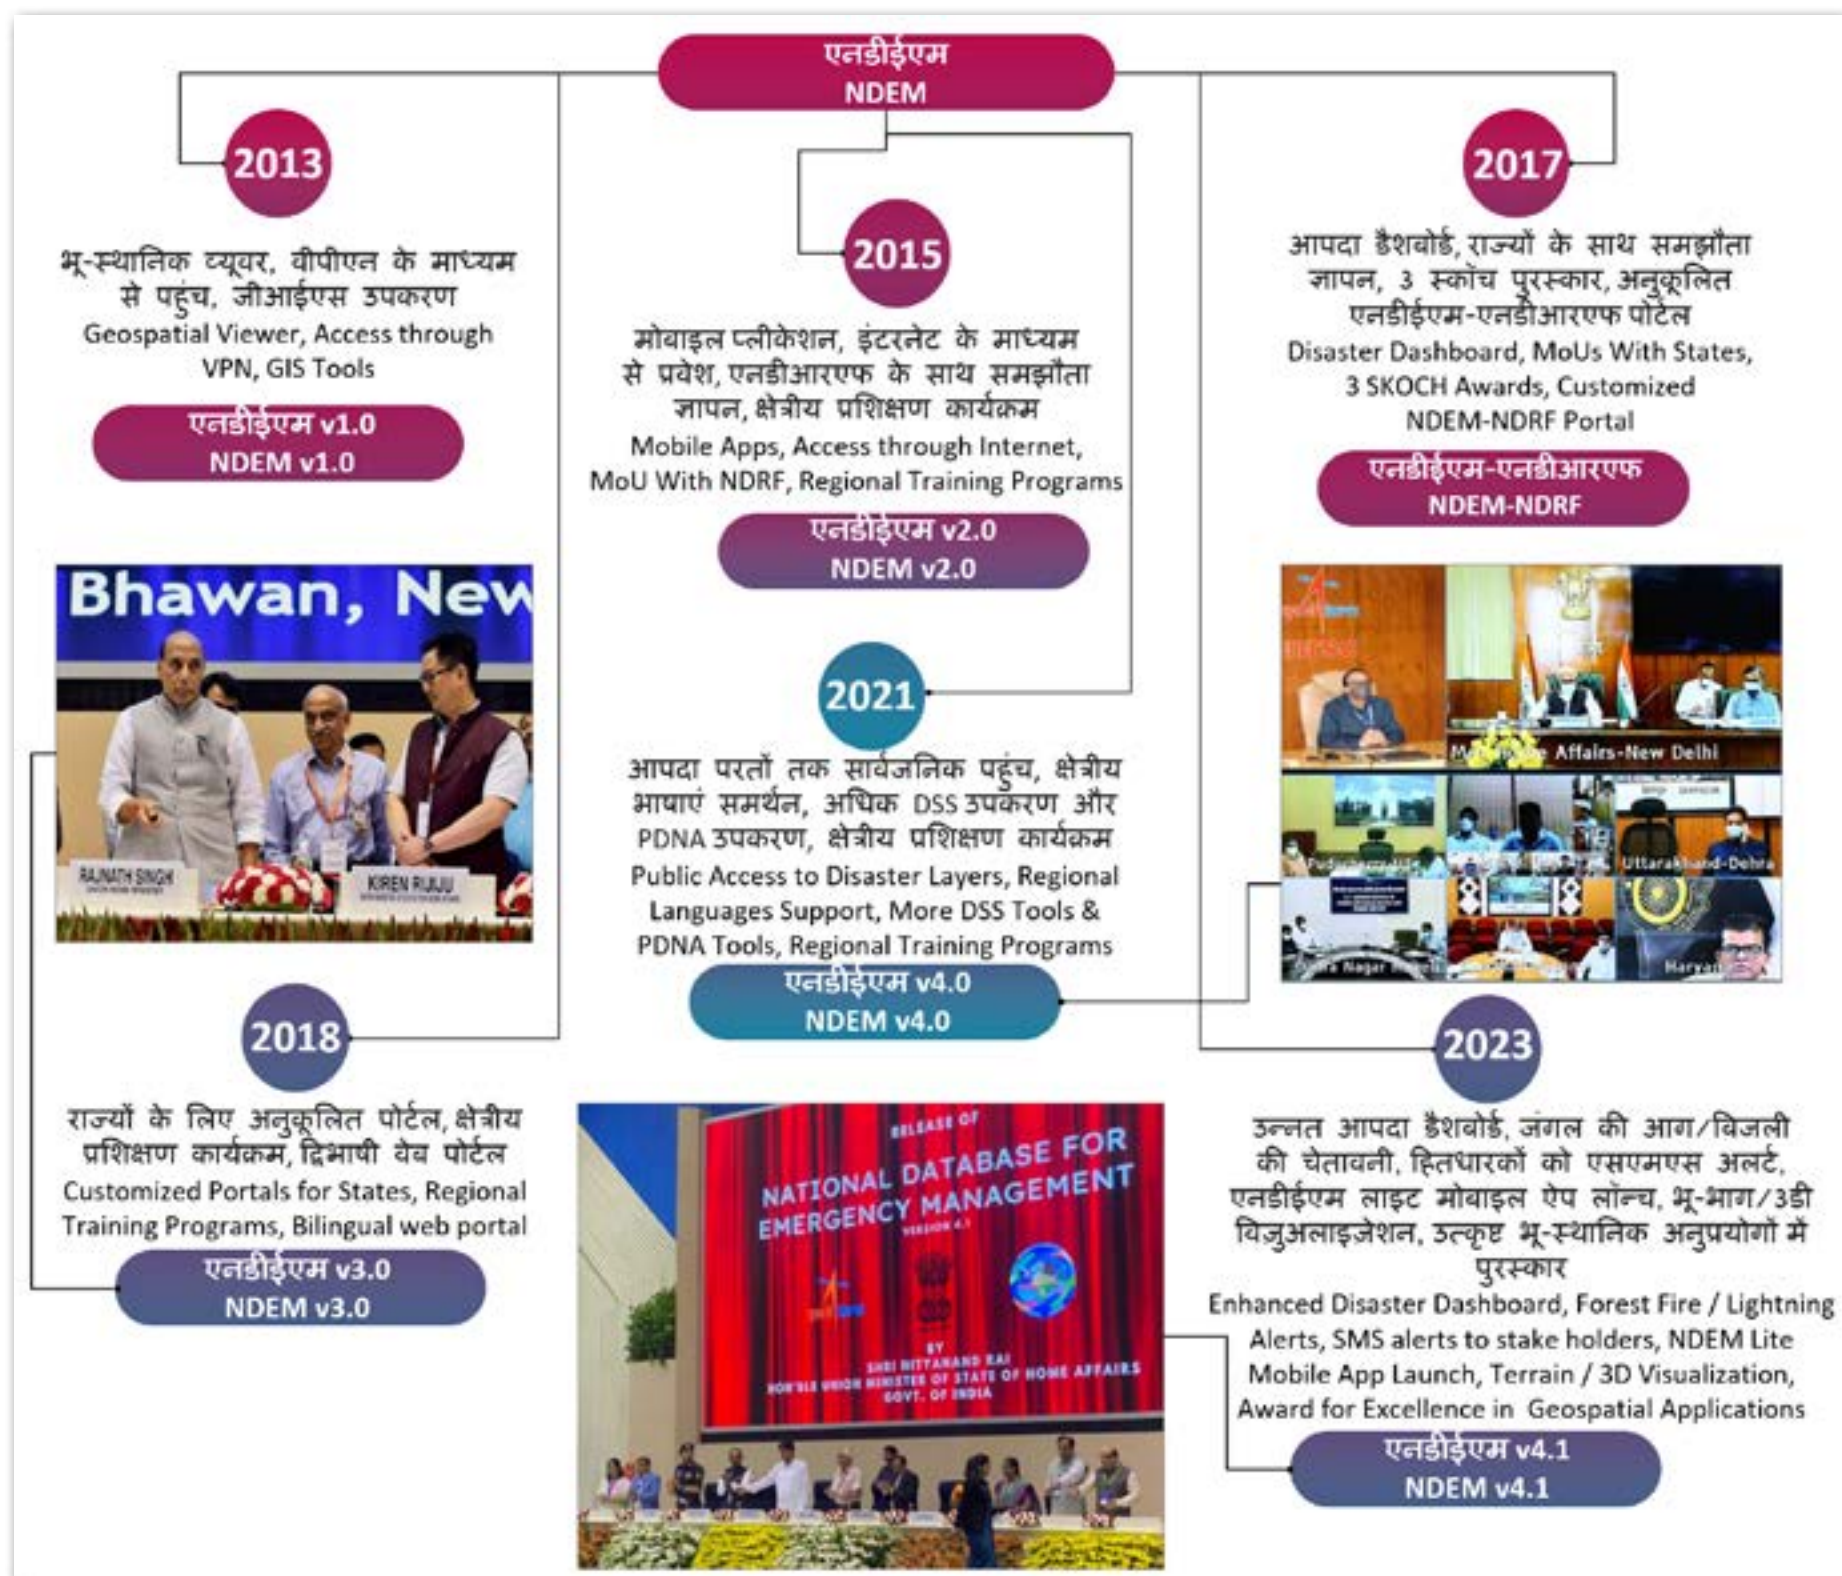 एनडीईएम
NDEM
2013
भू-स्थानिक व्यूवर, वीपीएन के माध्यम
से पहुंच, जीआईएस उपकरण
Geospatial Viewer, Access through
VPN, GIS Tools
एनडीईएम v1.0
NDEM v1.0
2015
मोबाइल प्लीकेशन, इंटरनेट के माध्यम
से प्रवेश, एनडीआरएफ के साथ समझौता
ज्ञापन, क्षेत्रीय प्रशिक्षण कार्यक्रम
Mobile Apps, Access through Internet,
MoU With NDRF, Regional Training Programs
एनडीईएम v2.0
NDEM v2.0
2017
आपदा डैशबोर्ड, राज्यों के साथ समझौता
ज्ञापन, 3 स्कॉच पुरस्कार, अनुकूलित
एनडीईएम-एनडीआरएफ पोर्टल
Disaster Dashboard, MoUs With States,
3 SKOCH Awards, Customized
NDEM-NDRF Portal
एनडीईएम-एनडीआरएफ
NDEM-NDRF
Bhawan, New
RAJNATH SINGH
KIREN RIJIJU
2021
आपदा परतों तक सार्वजनिक पहुंच, क्षेत्रीय
भाषाएं समर्थन, अधिक DSS उपकरण और
PDNA उपकरण, क्षेत्रीय प्रशिक्षण कार्यक्रम
Public Access to Disaster Layers, Regional
Languages Support, More DSS Tools &
PDNA Tools, Regional Training Programs
एनडीईएम v4.0
NDEM v4.0
Affairs-New Delhi
Uttarakhand-Dehra
Nagar
2018
राज्यों के लिए अनुकूलित पोर्टल, क्षेत्रीय
प्रशिक्षण कार्यक्रम, द्विभाषी वेब पोर्टल
Customized Portals for States, Regional
Training Programs, Bilingual web portal
एनडीईएम v3.0
NDEM v3.0
RELEASE OF
NATIONAL DATABASE FOR
EMERGENCY MANAGEMENT
VERSION 4.1
BY
SHRI NITYANAND RAI
HON'BLE UNION MINISTER OF STATE OF HOME AFFAIRS
GOVT. OF INDIA
2023
उन्नत आपदा डैशबोर्ड, जंगल की आग/बिजली
की चेतावनी, हितधारकों को एसएमएस अलर्ट,
एनडीईएम लाइट मोबाइल ऐप लॉन्च, भू-भाग/3डी
विज़ुअलाइज़ेशन, उत्कृष्ट भू-स्थानिक अनुप्रयोगों में
पुरस्कार
Enhanced Disaster Dashboard, Forest Fire / Lightning
Alerts, SMS alerts to stake holders, NDEM Lite
Mobile App Launch, Terrain / 3D Visualization,
Award for Excellence in Geospatial Applications
एनडीईएम v4.1
NDEM v4.1